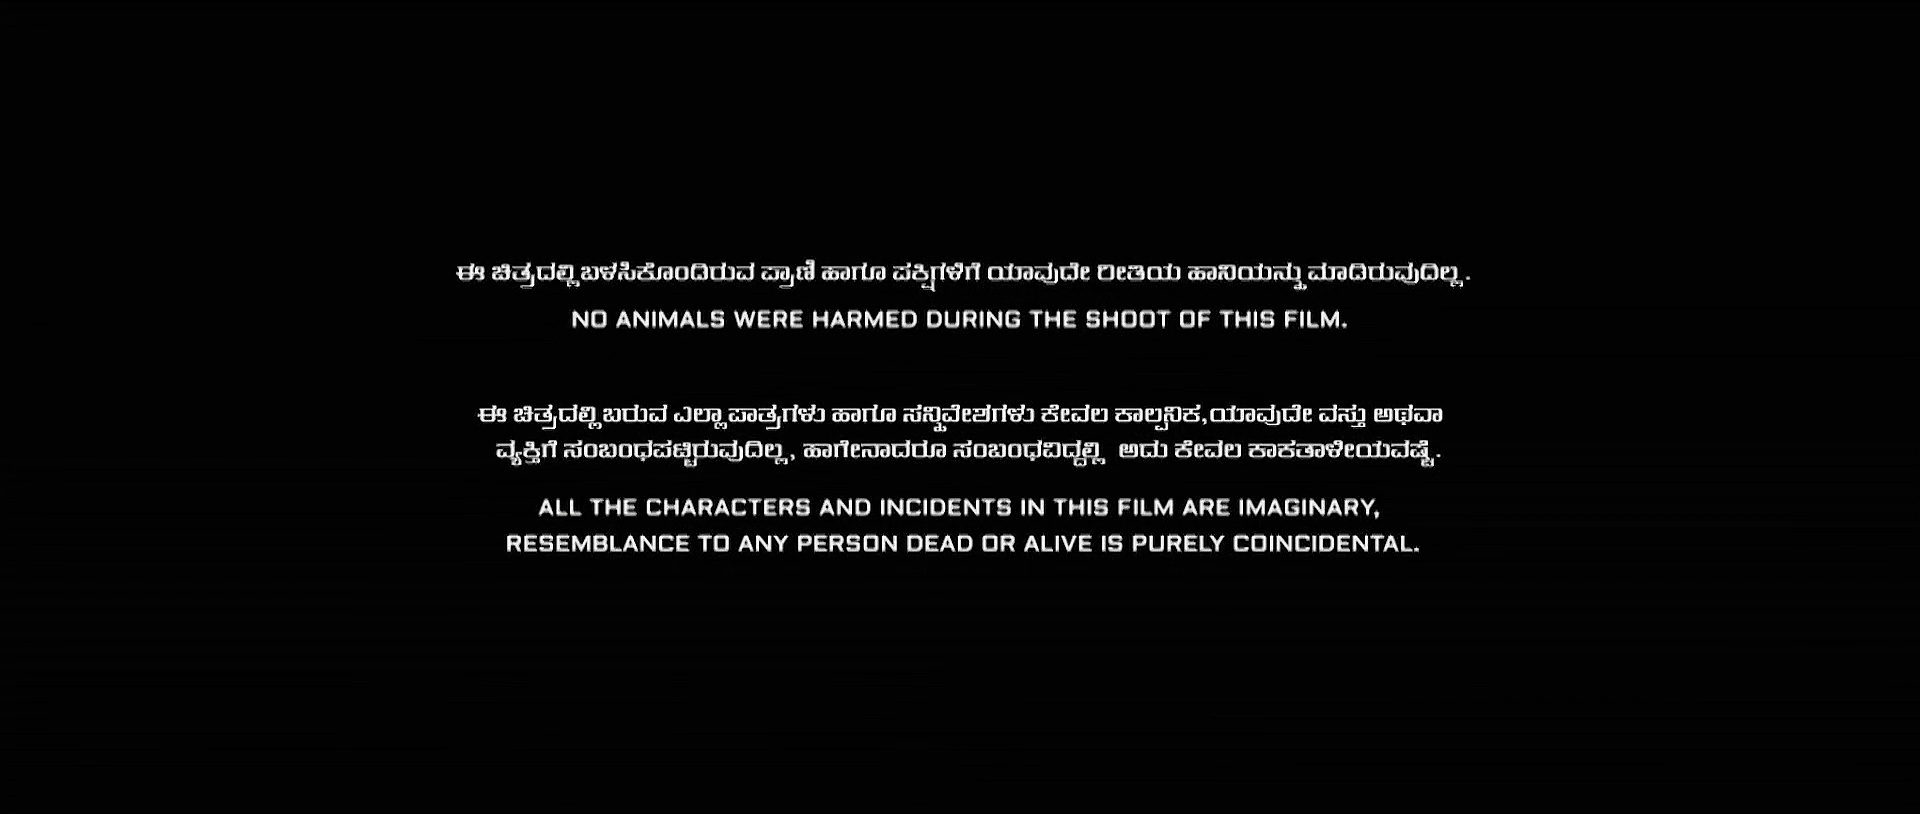 ಈ ಚಿತ್ರದಲ್ಲಿ ಬಳಸಿಕೊಂಡಿರುವ ಪ್ರಾಣಿ ಹಾಗೂ ಪಕ್ಷಿಗಳಿಗೆ ಯಾವುದೇ ರೀತಿಯ ಹಾನಿಯನ್ನು ಮಾಡಿರುವುದಿಲ್ಲ.
NO ANIMALS WERE HARMED DURING THE SHOOT OF THIS FILM.
ಈ ಚಿತ್ರದಲ್ಲಿ ಬರುವ ಎಲ್ಲಾ ಪಾತ್ರಗಳು ಹಾಗೂ ಸನ್ನಿವೇಶಗಳು ಕೇವಲ ಕಾಲ್ಪನಿಕ,ಯಾವುದೇ ವಸ್ತು ಅಥವಾ
ವ್ಯಕ್ತಿಗೆ ಸಂಬಂಧಪಟ್ಟಿರುವುದಿಲ್ಲ, ಹಾಗೇನಾದರೂ ಸಂಬಂಧವಿದ್ದಲ್ಲಿ ಅದು ಕೇವಲ ಕಾಕತಾಳೀಯವಷ್ಟೆ.
ALL THE CHARACTERS AND INCIDENTS IN THIS FILM ARE IMAGINARY,
RESEMBLANCE TO ANY PERSON DEAD OR ALIVE IS PURELY COINCIDENTAL.